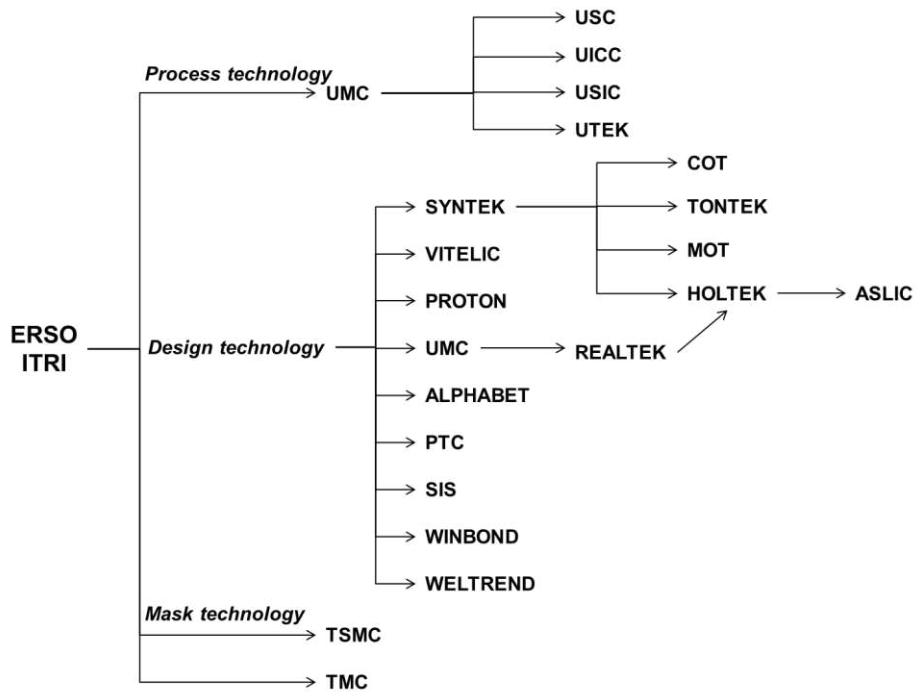 USC
UICC
Process technology
UMC
USIC
UTEK
COT
SYNTEK
TONTEK
VITELIC
MOT
PROTON
HOLTEK
ASLIC
ERSO
ITRI
Design technology
UMC
REALTEK
ALPHABET
PTC
SIS
WINBOND
WELTREND
Mask technology
TSMC
TMC